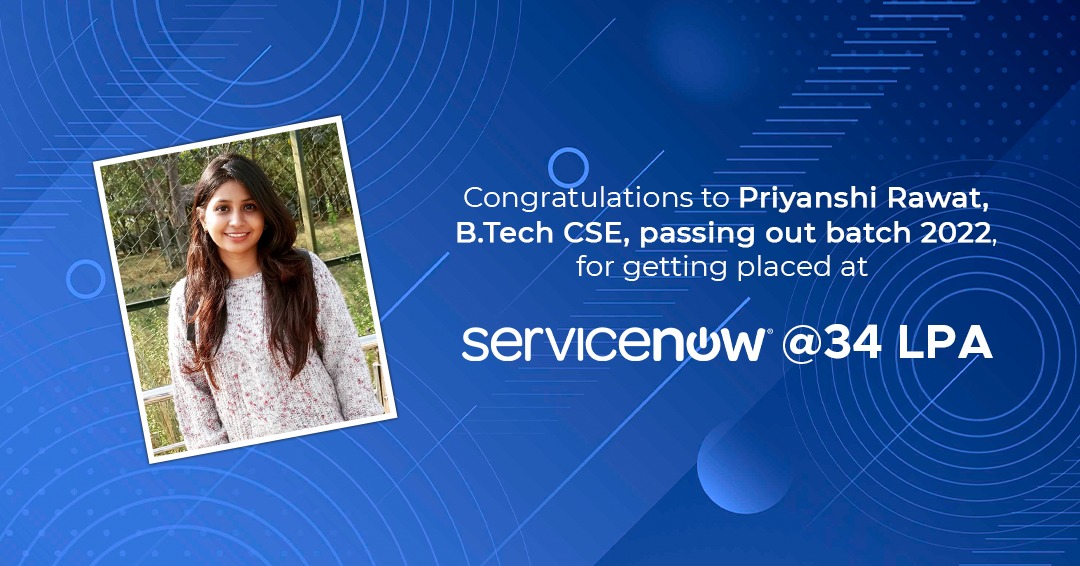 Congratulations to Priyanshi Rawat,
B.Tech CSE, passing out batch 2022,
for getting placed at
servicenow® @34 LPA